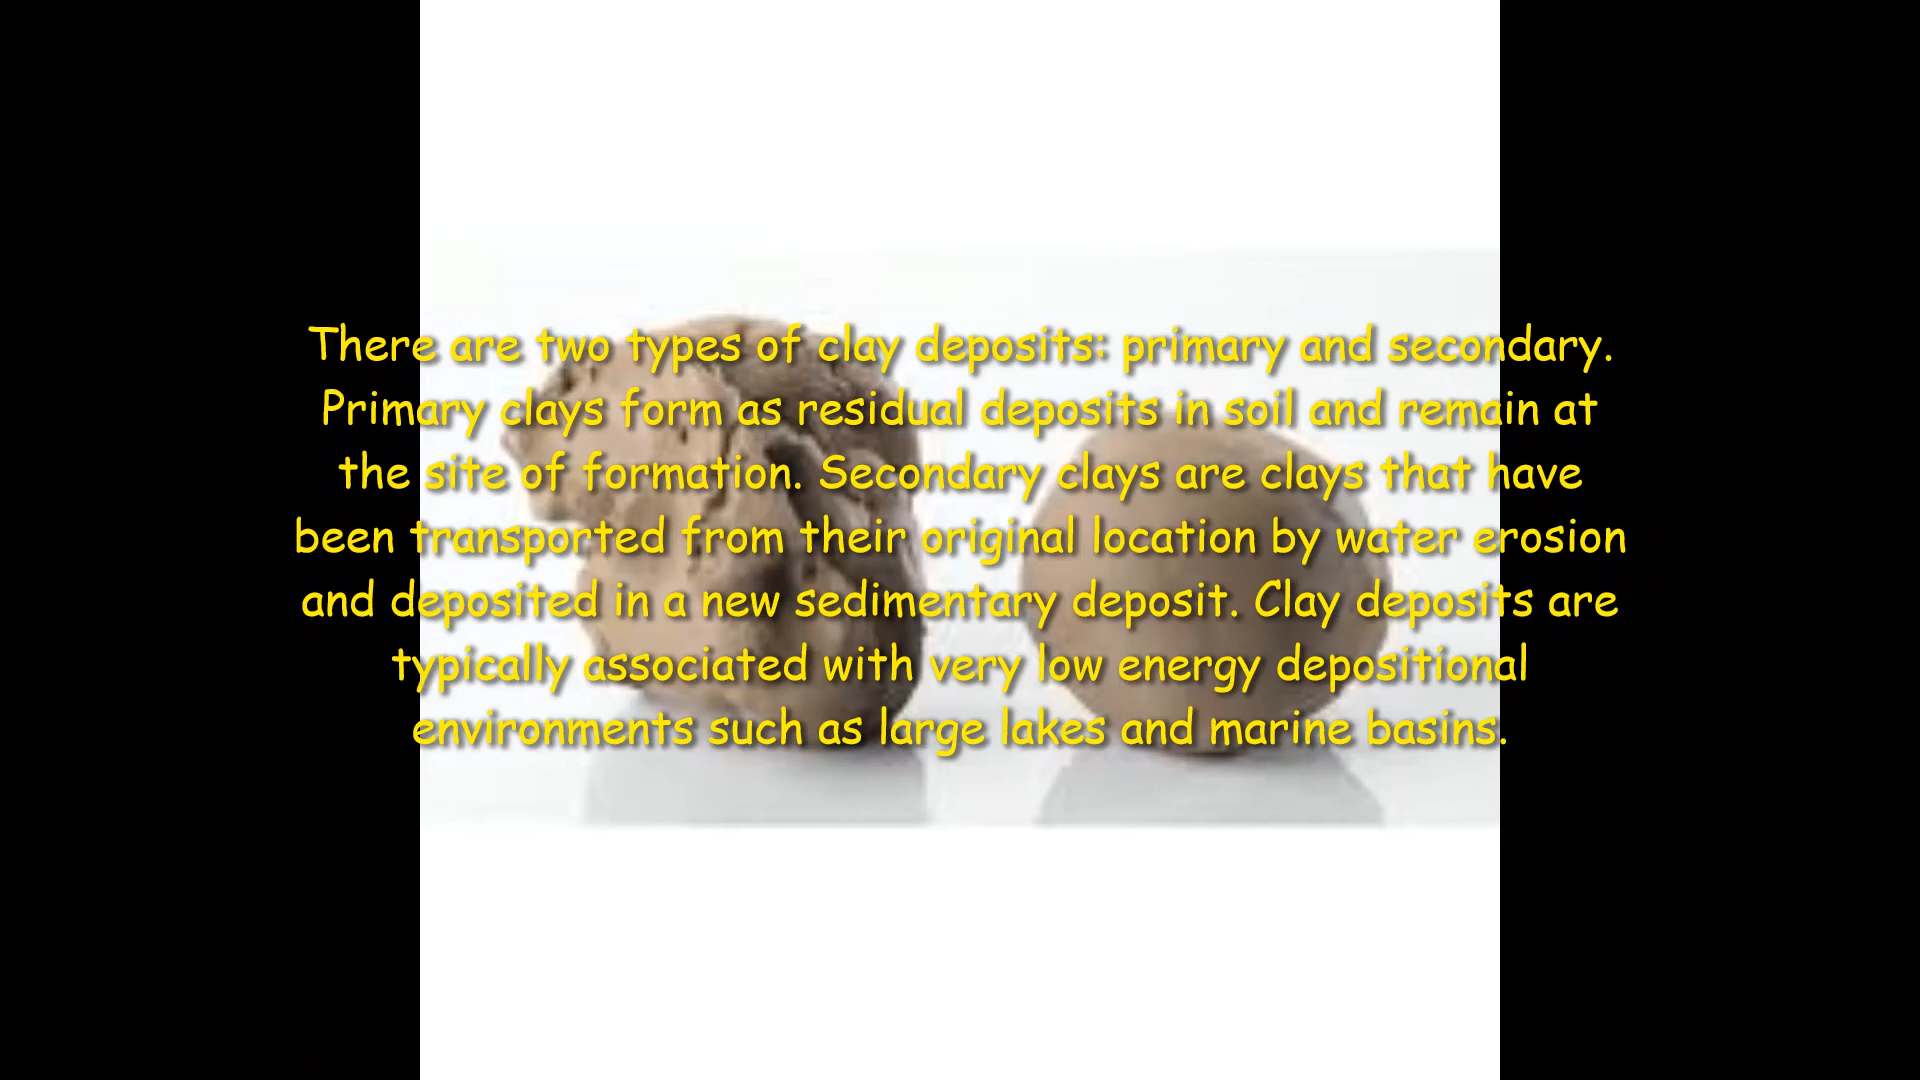 There are two types of clay deposits: primary and secondary.
Primary clays form as residual deposits in soil and remain at
the site of formation. Secondary clays are clays that have
been transported from their original location by water erosion
and deposited in a new sedimentary deposit. Clay deposits are
typically associated with very low energy depositional
environments such as large lakes and marine basins.